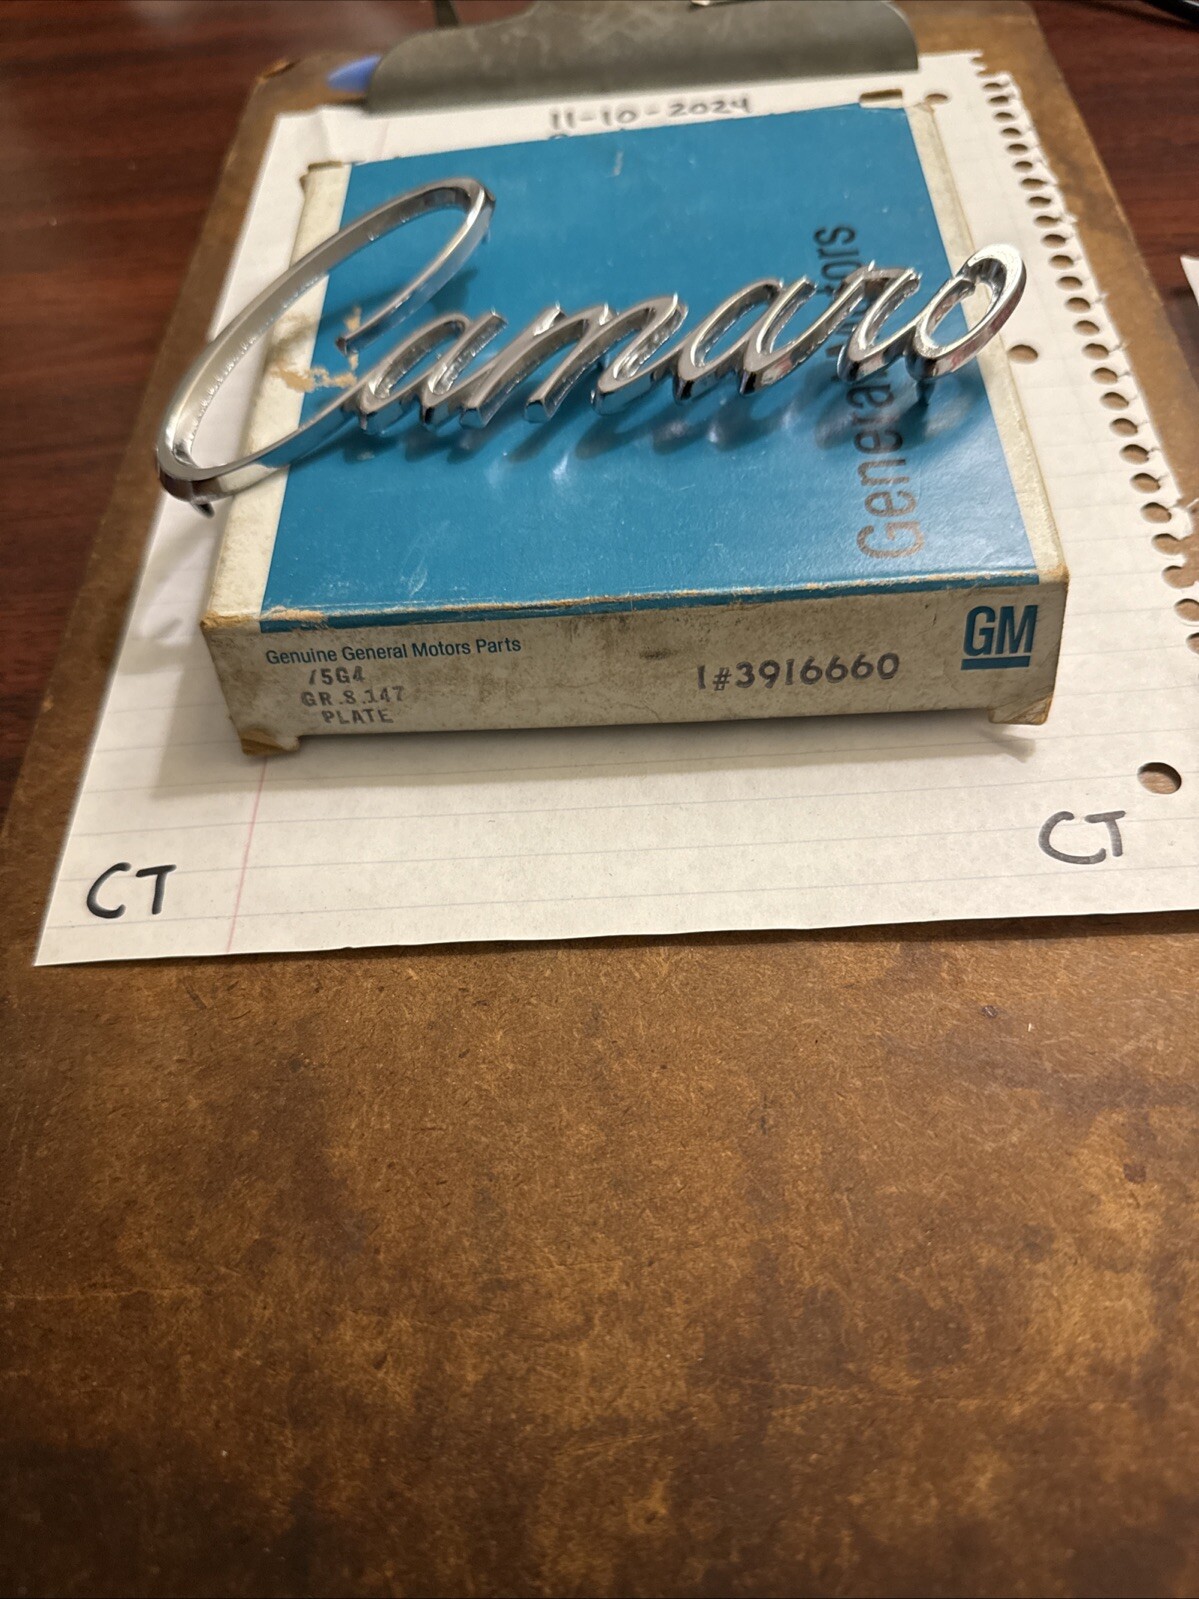 11-10-2024
Camaro
General Motors
Genuine General Motors Parts
75G4
GR.8.147
PLATE
1#3916660
GM
CT
CT